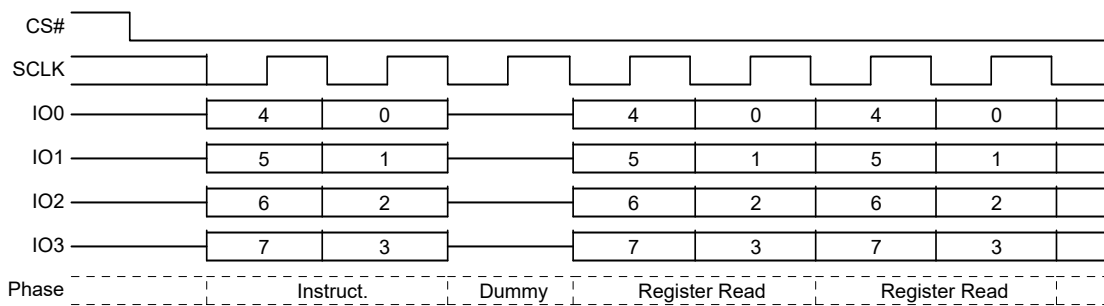 CS#
SCLK
IO0 4 0 4 0 4 0
IO1 5 1 5 1 5 1
IO2 6 2 6 2 6 2
IO3 7 3 7 3 7 3
Phase Instruct. Dummy Register Read Register Read